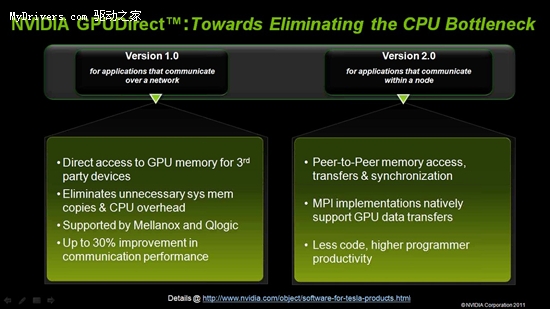 MyDrivers.com 驱动之家
NVIDIA GPUDirect™: Towards Eliminating the CPU Bottleneck
Version 1.0
for applications that communicate
over a network
• Direct access to GPU memory for 3rd
party devices
• Eliminates unnecessary sys mem
copies & CPU overhead
• Supported by Mellanox and Qlogic
• Up to 30% improvement in
communication performance
Version 2.0
for applications that communicate
within a node
• Peer-to-Peer memory access,
transfers & synchronization
• MPI implementations natively
support GPU data transfers
• Less code, higher programmer
productivity
Details @ http://www.nvidia.com/object/software-for-tesla-products.html
© NVIDIA Corporation 2011